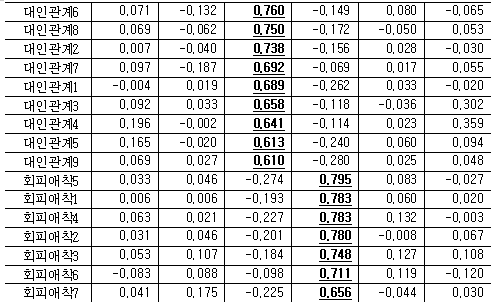 대인관계6 0.071 -0.132 0.760 -0.149 0.080 -0.065
대인관계8 0.069 -0.062 0.750 -0.172 -0.050 0.053
대인관계2 0.007 -0.040 0.738 -0.156 0.028 -0.030
대인관계7 0.097 -0.187 0.692 -0.069 0.017 0.055
대인관계1 -0.004 0.019 0.689 -0.262 0.033 -0.020
대인관계3 0.092 0.033 0.658 -0.118 -0.036 0.302
대인관계4 0.196 -0.002 0.641 -0.114 0.023 0.359
대인관계5 0.165 -0.020 0.613 -0.240 0.060 0.094
대인관계9 0.069 0.027 0.610 -0.280 0.025 0.048
회피애착5 0.033 0.046 -0.274 0.795 0.083 -0.027
회피애착1 0.006 0.006 -0.193 0.783 0.060 0.020
회피애착4 0.063 0.021 -0.227 0.783 0.132 -0.003
회피애착2 0.031 0.046 -0.201 0.780 -0.008 0.067
회피애착3 0.053 0.107 -0.184 0.748 0.127 0.108
회피애착6 -0.083 0.088 -0.098 0.711 0.119 -0.120
회피애착7 0.041 0.175 -0.225 0.656 -0.044 0.030